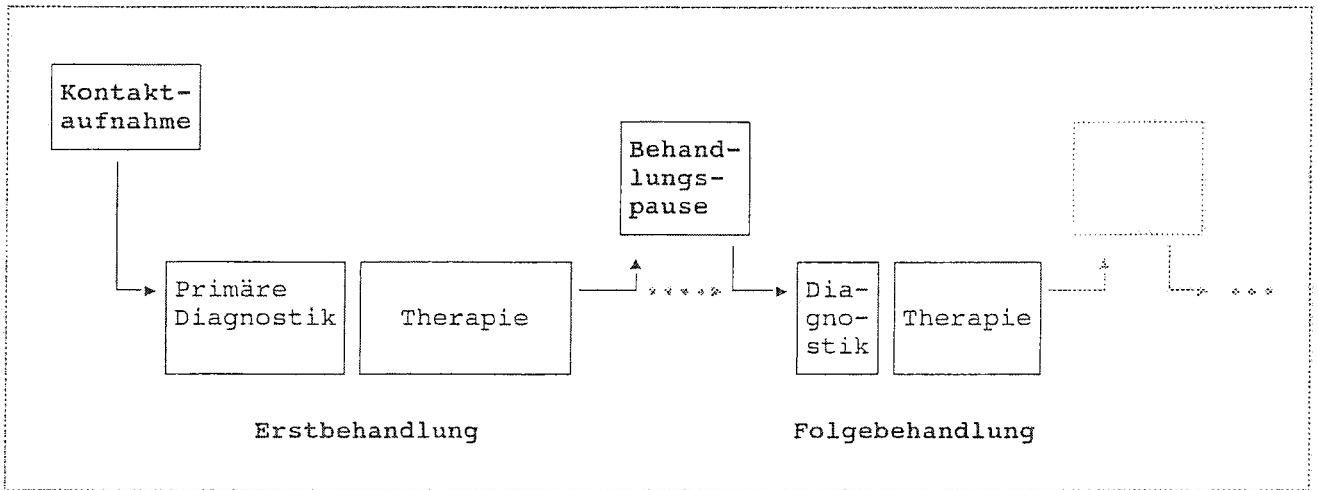 Kontakt-
aufnahme
Behand-
lungs-
pause
Primäre
Diagnostik
Therapie
Dia-
gno-
stik
Therapie
Erstbehandlung
Folgebehandlung